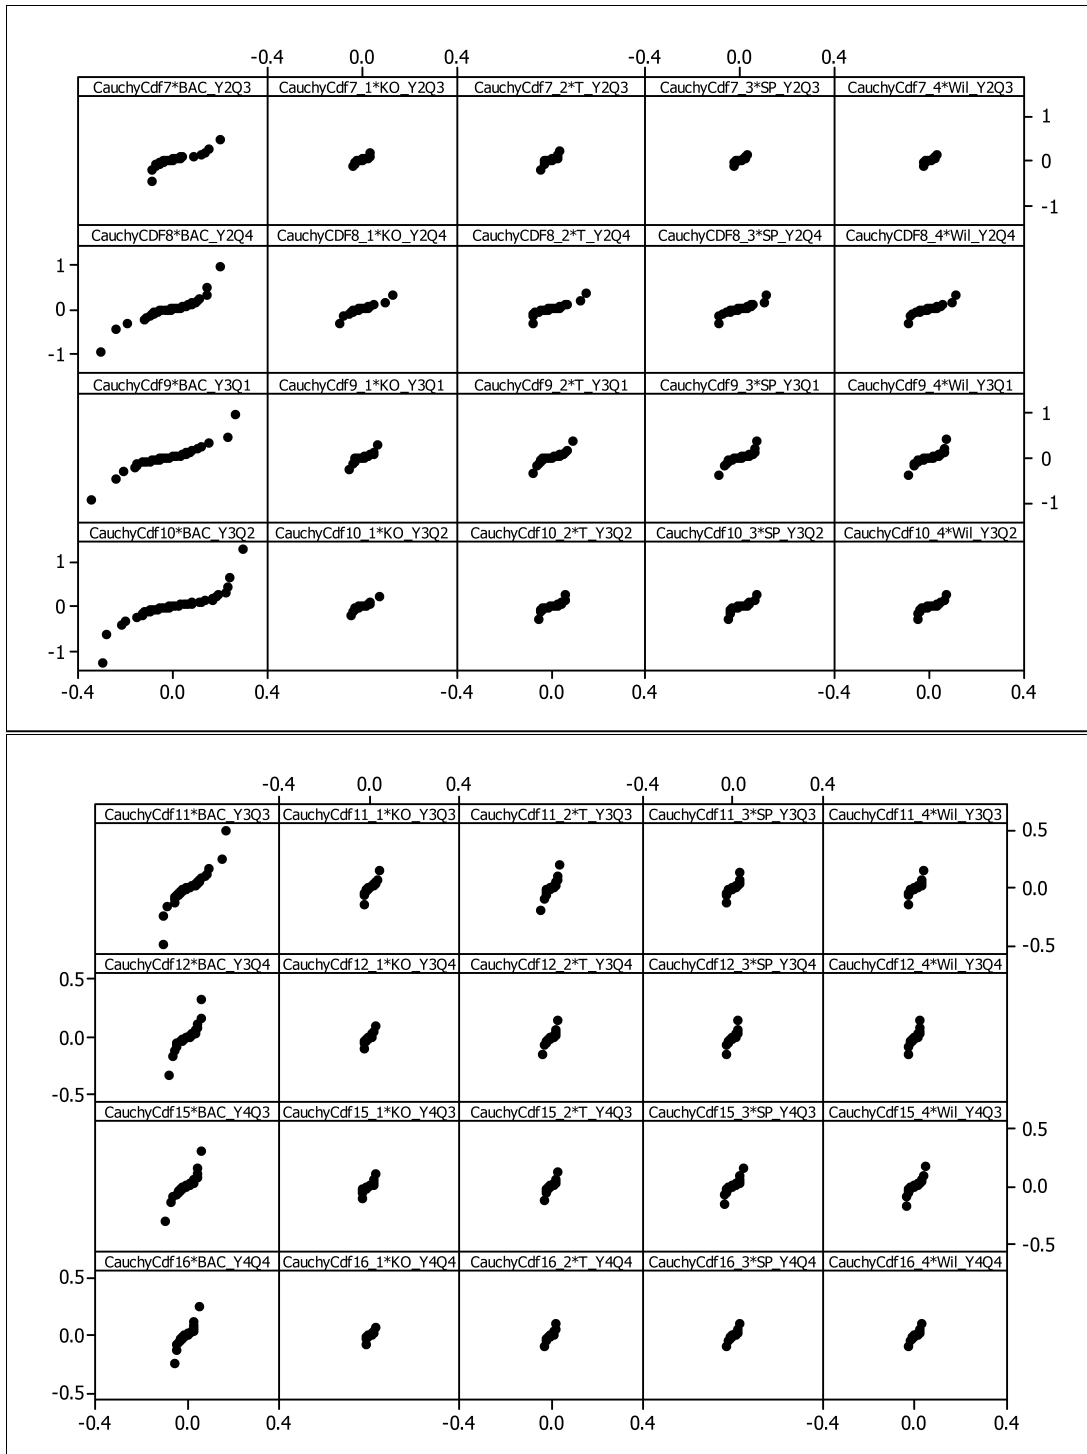 -0.4 0.0 0.4 -0.4 0.0 0.4
CauchyCdf7*BAC_Y2Q3 CauchyCdf7_1*KO_Y2Q3 CauchyCdf7_2*T_Y2Q3 CauchyCdf7_3*SP_Y2Q3 CauchyCdf7_4*Wil_Y2Q3
1
0
-1
CauchyCDF8*BAC_Y2Q4 CauchyCDF8_1*KO_Y2Q4 CauchyCDF8_2*T_Y2Q4 CauchyCDF8_3*SP_Y2Q4 CauchyCDF8_4*Wil_Y2Q4
1
0
-1
CauchyCdf9*BAC_Y3Q1 CauchyCdf9_1*KO_Y3Q1 CauchyCdf9_2*T_Y3Q1 CauchyCdf9_3*SP_Y3Q1 CauchyCdf9_4*Wil_Y3Q1
1
0
-1
CauchyCdf10*BAC_Y3Q2 CauchyCdf10_1*KO_Y3Q2 CauchyCdf10_2*T_Y3Q2 CauchyCdf10_3*SP_Y3Q2 CauchyCdf10_4*Wil_Y3Q2
1
0
-1
-0.4 0.0 0.4 -0.4 0.0 0.4 -0.4 0.0 0.4
-0.4 0.0 0.4 -0.4 0.0 0.4
CauchyCdf11*BAC_Y3Q3 CauchyCdf11_1*KO_Y3Q3 CauchyCdf11_2*T_Y3Q3 CauchyCdf11_3*SP_Y3Q3 CauchyCdf11_4*Wil_Y3Q3
0.5
0.0
-0.5
CauchyCdf12*BAC_Y3Q4 CauchyCdf12_1*KO_Y3Q4 CauchyCdf12_2*T_Y3Q4 CauchyCdf12_3*SP_Y3Q4 CauchyCdf12_4*Wil_Y3Q4
0.5
0.0
-0.5
CauchyCdf15*BAC_Y4Q3 CauchyCdf15_1*KO_Y4Q3 CauchyCdf15_2*T_Y4Q3 CauchyCdf15_3*SP_Y4Q3 CauchyCdf15_4*Wil_Y4Q3
0.5
0.0
-0.5
CauchyCdf16*BAC_Y4Q4 CauchyCdf16_1*KO_Y4Q4 CauchyCdf16_2*T_Y4Q4 CauchyCdf16_3*SP_Y4Q4 CauchyCdf16_4*Wil_Y4Q4
0.5
0.0
-0.5
-0.4 0.0 0.4 -0.4 0.0 0.4 -0.4 0.0 0.4